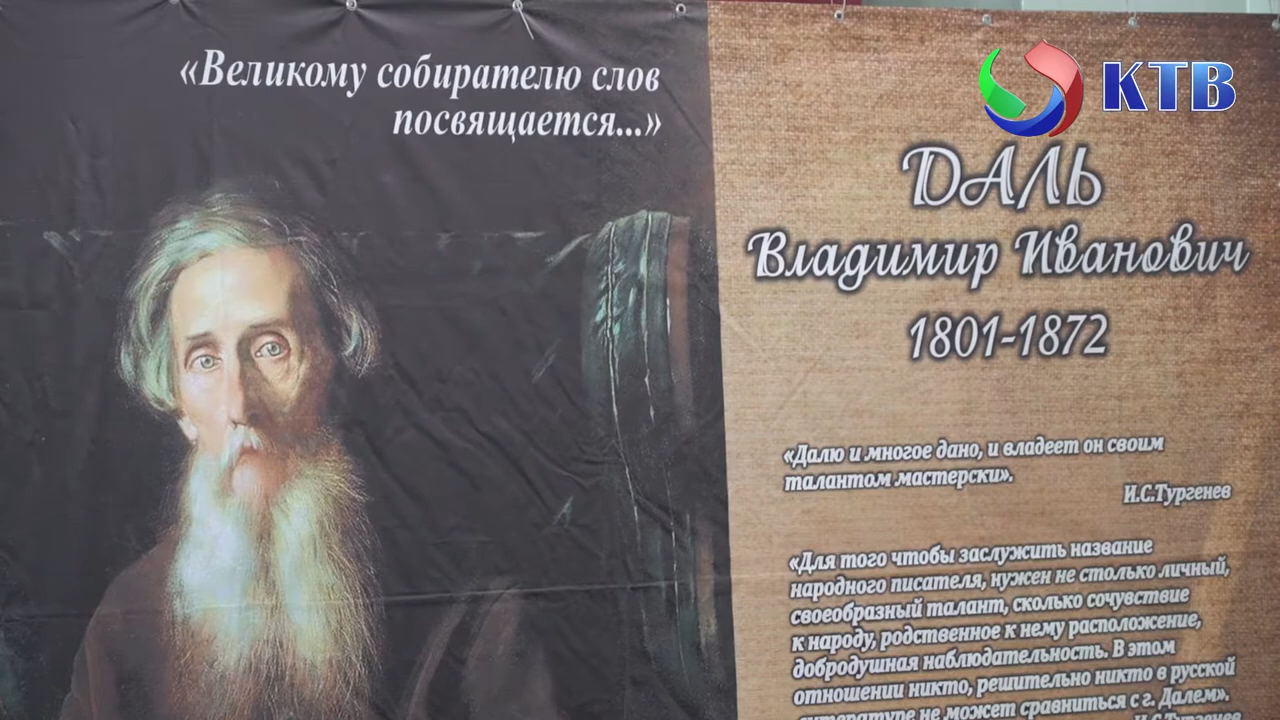 «Великому собирателю слов
посвящается...»
КТВ
ДАЛЬ
Владимир Иванович
1801-1872
«Далю и многое дано, и владеет он своим
талантом мастерски».
И.С.Тургенев
«Для того чтобы заслужить название
народного писателя, нужен не столько личный,
своеобразный талант, сколько сочувствие
к народу, родственное к нему расположение,
добродушная наблюдательность. В этом
отношении никто, решительно никто в русской
литературе не может сравниться с г. Далем».
И.С.Тургенев